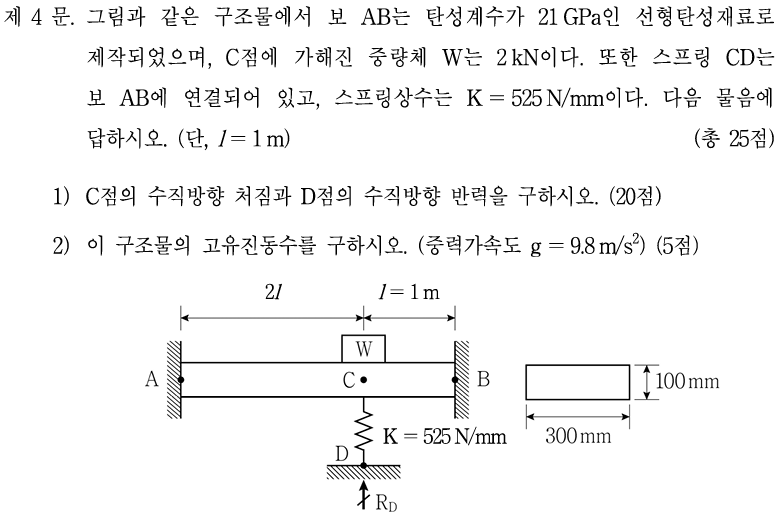 제 4 문. 그림과 같은 구조물에서 보 AB는 탄성계수가 21 GPa인 선형탄성재료로
제작되었으며, C점에 가해진 중량체 W는 2 kN이다. 또한 스프링 CD는
보 AB에 연결되어 있고, 스프링상수는 K = 525 N/mm이다. 다음 물음에
답하시오. (단, l = 1 m) (총 25점)
1) C점의 수직방향 처짐과 D점의 수직방향 반력을 구하시오. (20점)
2) 이 구조물의 고유진동수를 구하시오. (중력가속도 g = 9.8 m/s²) (5점)
2l l = 1 m
W
A C B 100 mm
K = 525 N/mm 300 mm
D
R_D